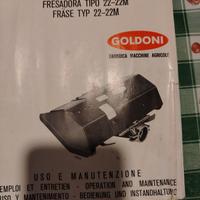 FRESADORA TIPO 22-22M
FRÄSE TYP 22-22M
GOLDONI
FABBRICA MACCHINE AGRICOLE
USO E MANUTENZIONE
EMPLOI ET ENTRETIEN - OPERATION AND MAINTENANCE
USO Y MANTENIMIENTO - BEDIENUNG UND INSTANDHALTUNG